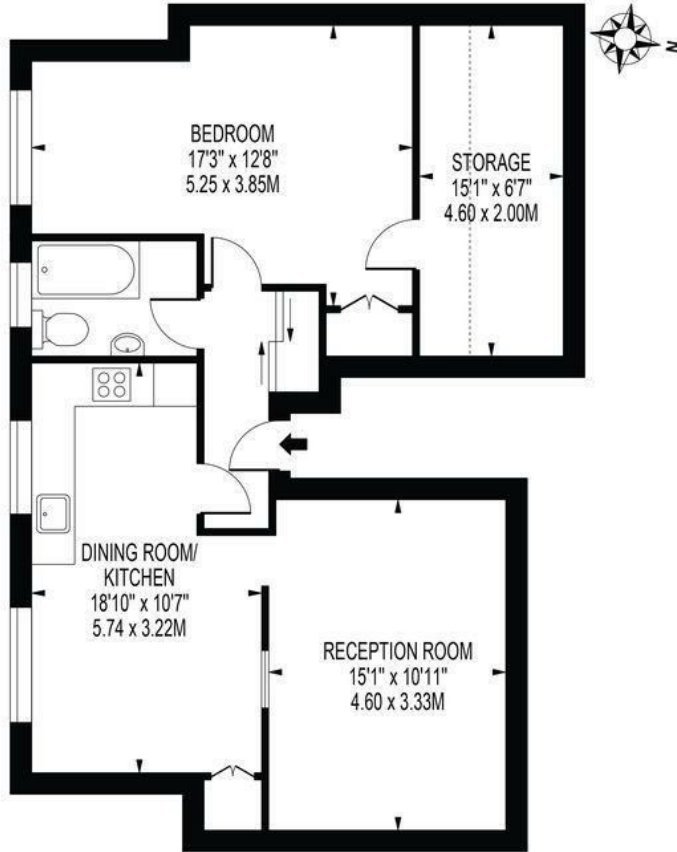 N
BEDROOM
17'3" x 12'8"
5.25 x 3.85M
STORAGE
15'1" x 6'7"
4.60 x 2.00M
DINING ROOM/
KITCHEN
18'10" x 10'7"
5.74 x 3.22M
RECEPTION ROOM
15'1" x 10'11"
4.60 x 3.33M